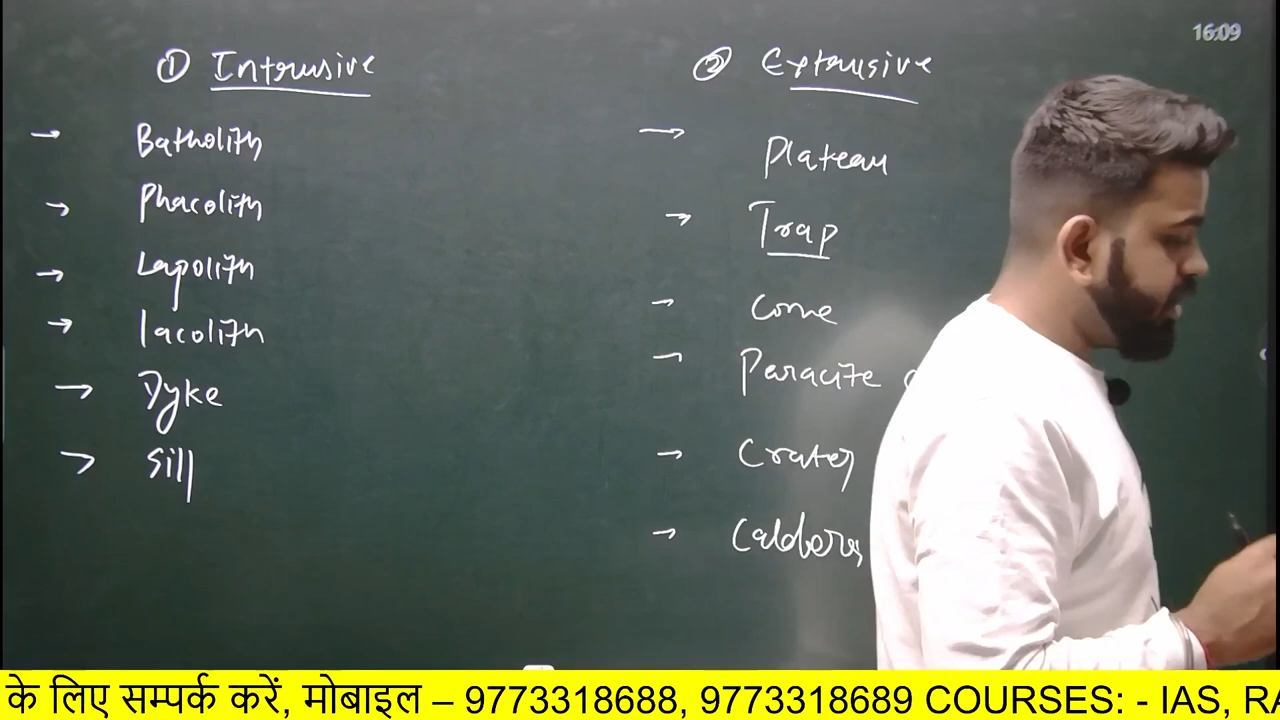 16:09
① Intrusive
→ Batholith
→ Phacolith
→ Lapolith
→ lacolith
→ Dyke
→ Sill
② Extrusive
→ Plateau
→ Trap
→ Cone
→ Paracite
→ Crater
→ Caldera
के लिए सम्पर्क करें, मोबाइल – 9773318688, 9773318689 COURSES: - IAS, RA